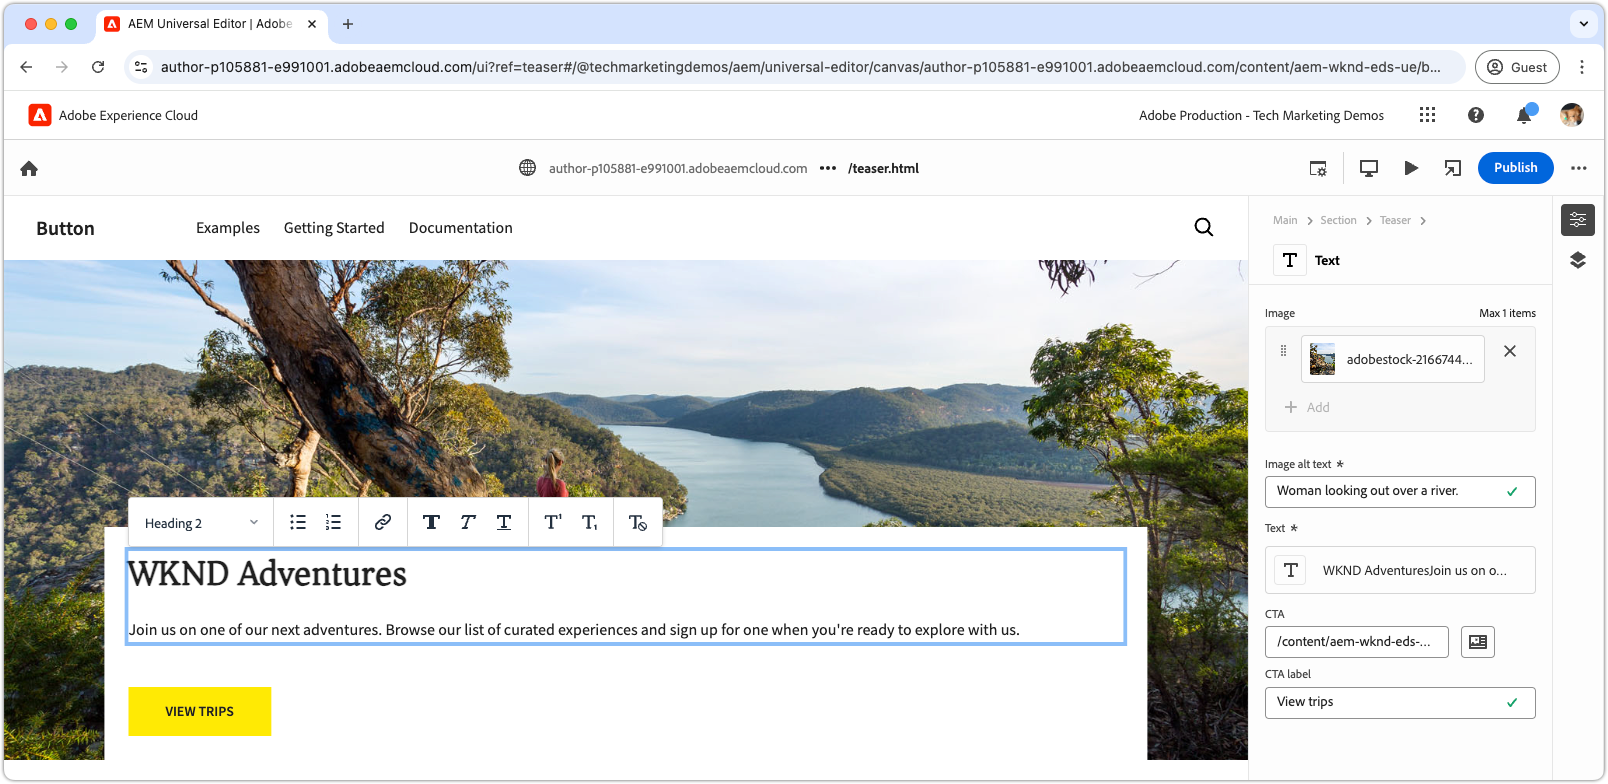 AEM Universal Editor | Adobe
author-p105881-e991001.adobeaemcloud.com/ui?ref=teaser#/@techmarketingdemos/aem/universal-editor/canvas/author-p105881-e991001.adobeaemcloud.com/content/aem-wknd-eds-ue/b...
Guest
Adobe Experience Cloud
Adobe Production - Tech Marketing Demos
author-p105881-e991001.adobeaemcloud.com ••• /teaser.html
Publish
Button
Examples
Getting Started
Documentation
Main > Section > Teaser >
T Text
Image
Max 1 items
adobestock-2166744...
+ Add
Image alt text *
Woman looking out over a river.
Text *
T WKND AdventuresJoin us on o...
CTA
/content/aem-wknd-eds-...
CTA label
View trips
Heading 2
T T T T¹ T₁ T
WKND Adventures
Join us on one of our next adventures. Browse our list of curated experiences and sign up for one when you're ready to explore with us.
VIEW TRIPS